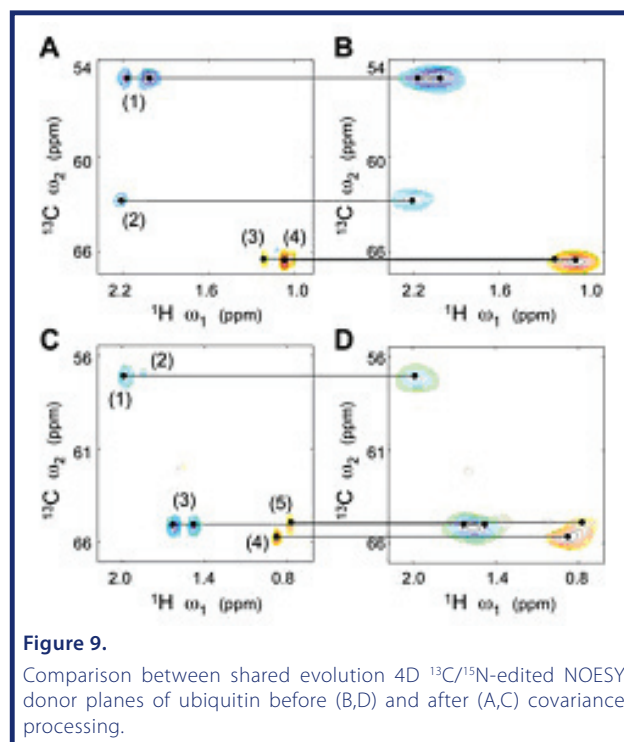 A
B
54
60
66
¹³C ω₂ (ppm)
(1)
(2)
(3) (4)
2.2 1.6 1.0
¹H ω₁ (ppm)
54
60
66
¹³C ω₂ (ppm)
2.2 1.6 1.0
¹H ω₁ (ppm)
C
D
56
61
66
¹³C ω₂ (ppm)
(2)
(1)
(3)
(5)
(4)
2.0 1.4 0.8
¹H ω₁ (ppm)
56
61
66
¹³C ω₂ (ppm)
2.0 1.4 0.8
¹H ω₁ (ppm)
Figure 9.
Comparison between shared evolution 4D ¹³C/¹⁵N-edited NOESY
donor planes of ubiquitin before (B,D) and after (A,C) covariance
processing.